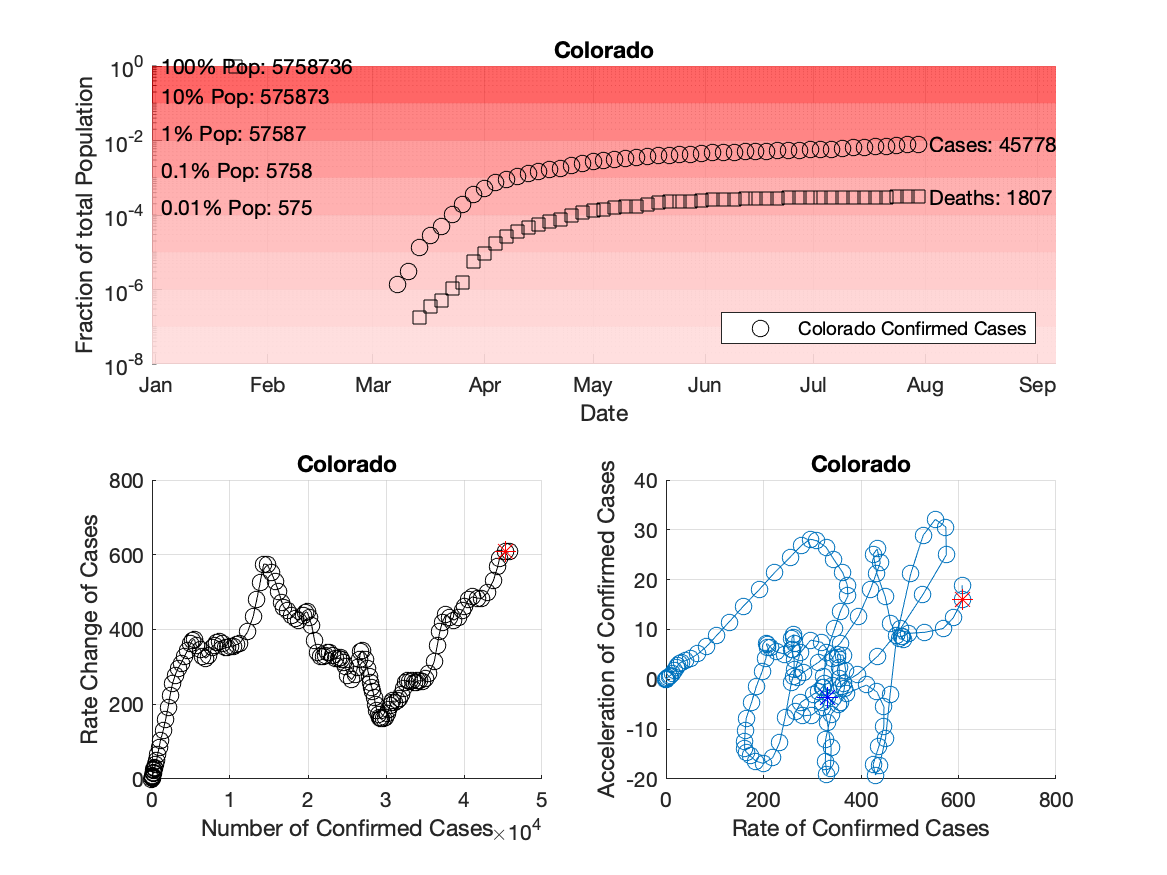 Colorado
10^0
10^-2
10^-4
10^-6
10^-8
Fraction of total Population
100% Pop: 5758736
10% Pop: 575873
1% Pop: 57587
0.1% Pop: 5758
0.01% Pop: 575
Cases: 45778
Deaths: 1807
Colorado Confirmed Cases
Jan Feb Mar Apr May Jun Jul Aug Sep
Date
Colorado
800
600
400
200
0
Rate Change of Cases
0 1 2 3 4 5
Number of Confirmed Cases ×10^4
Colorado
40
30
20
10
0
-10
-20
Acceleration of Confirmed Cases
0 200 400 600 800
Rate of Confirmed Cases